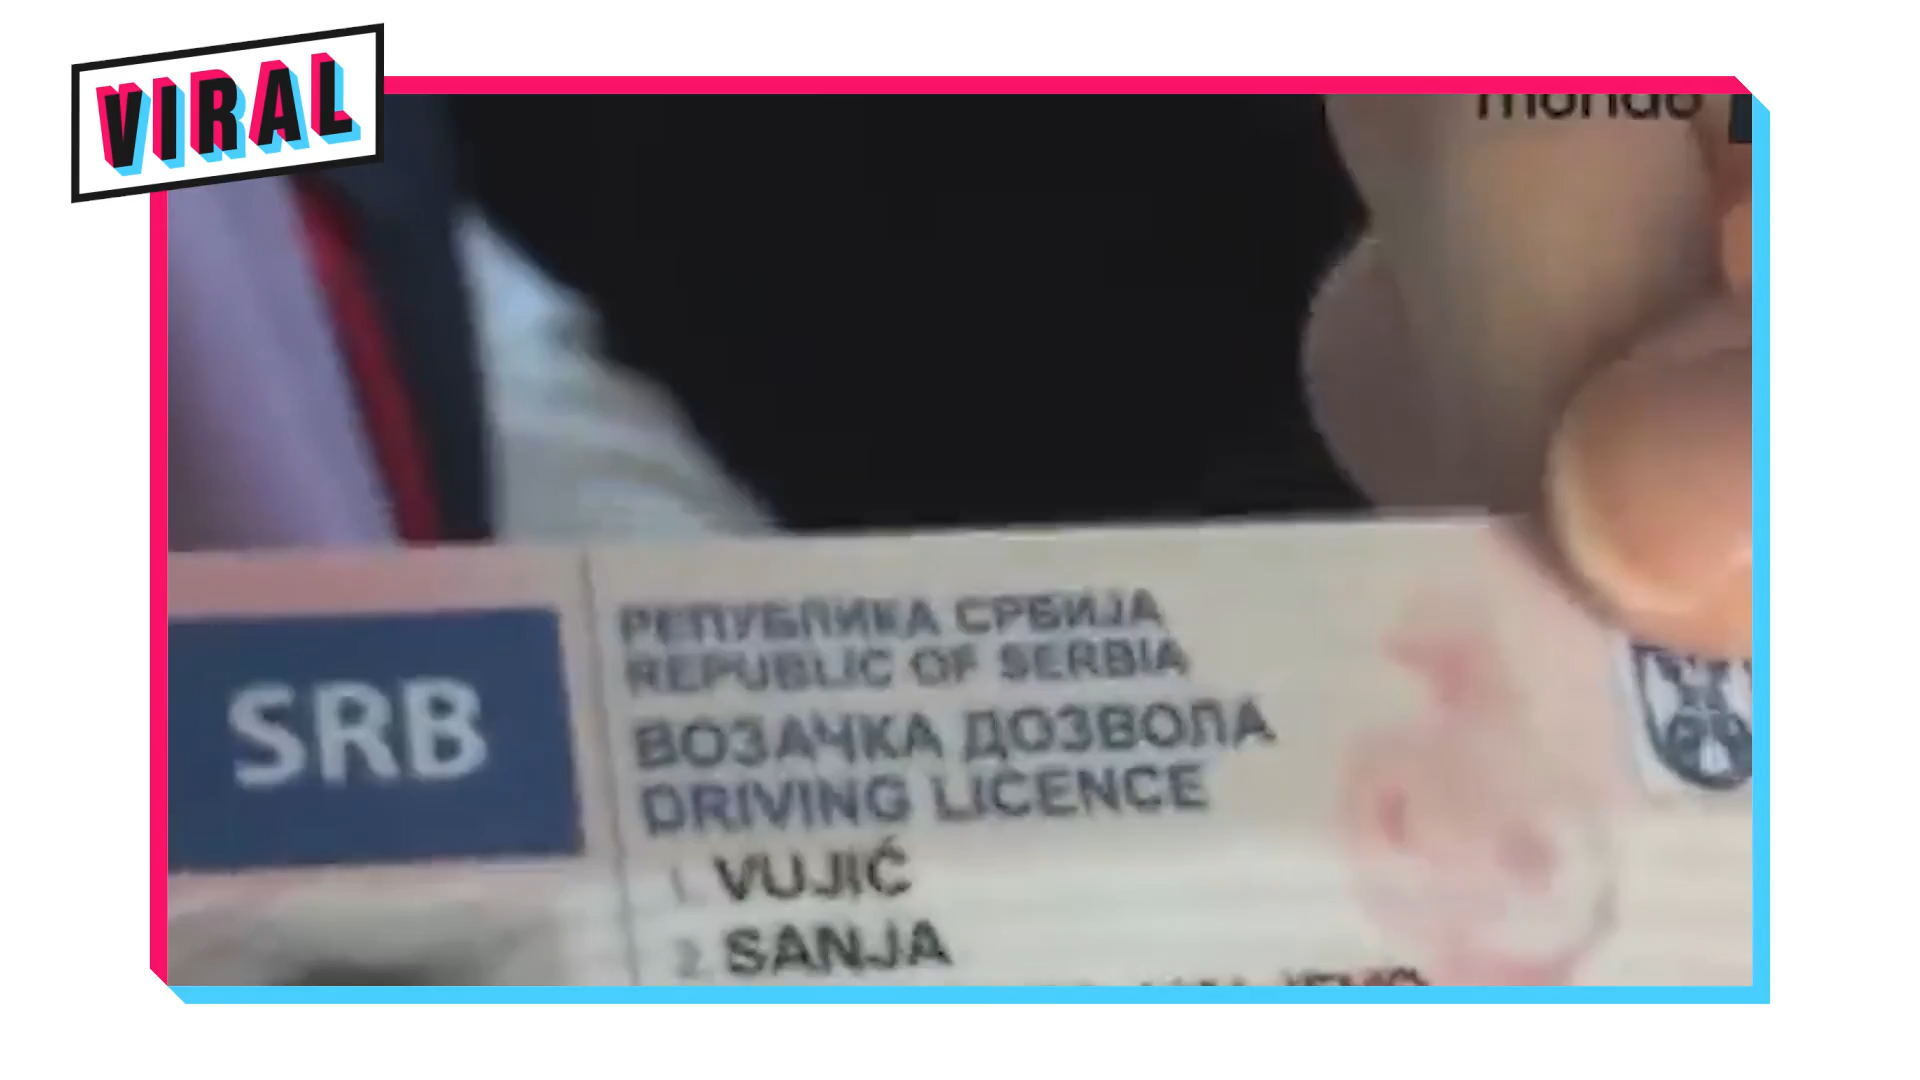 VIRAL
mondo
SRB
РЕПУБЛИКА СРБИЈА
REPUBLIC OF SERBIA
ВОЗАЧКА ДОЗВОЛА
DRIVING LICENCE
1. VUJIĆ
2. SANJA